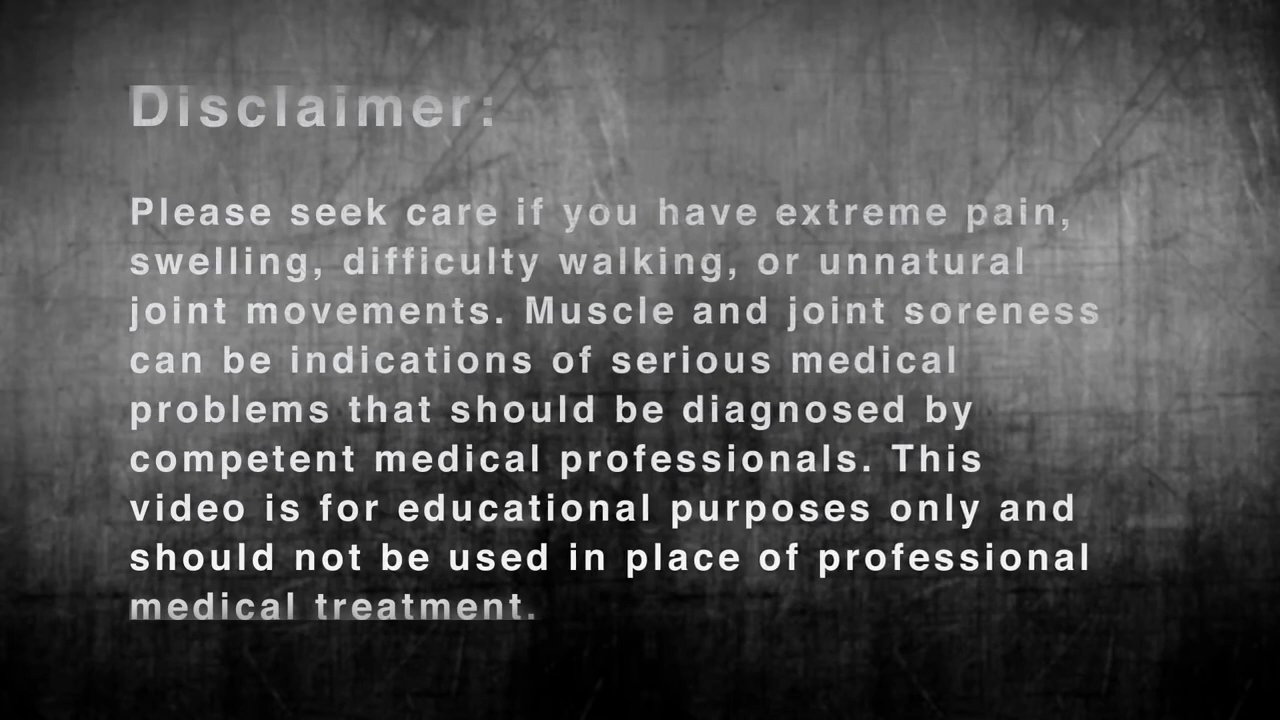 Disclaimer:
Please seek care if you have extreme pain,
swelling, difficulty walking, or unnatural
joint movements. Muscle and joint soreness
can be indications of serious medical
problems that should be diagnosed by
competent medical professionals. This
video is for educational purposes only and
should not be used in place of professional
medical treatment.